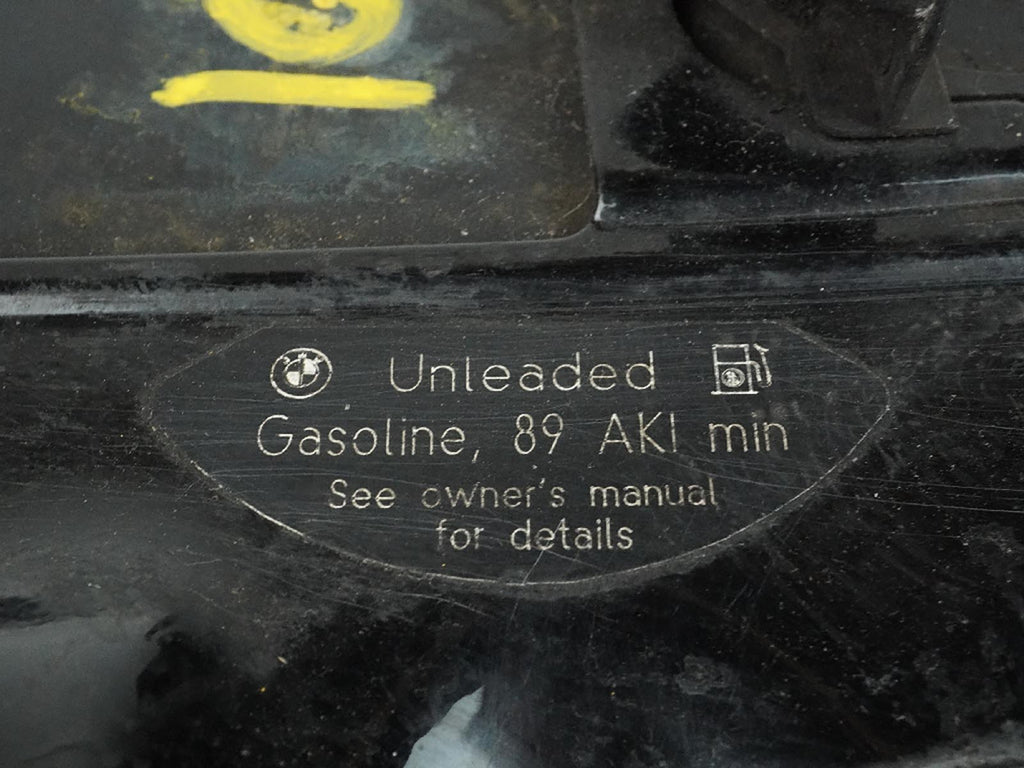 Unleaded
Gasoline, 89 AKI min
See owner's manual
for details